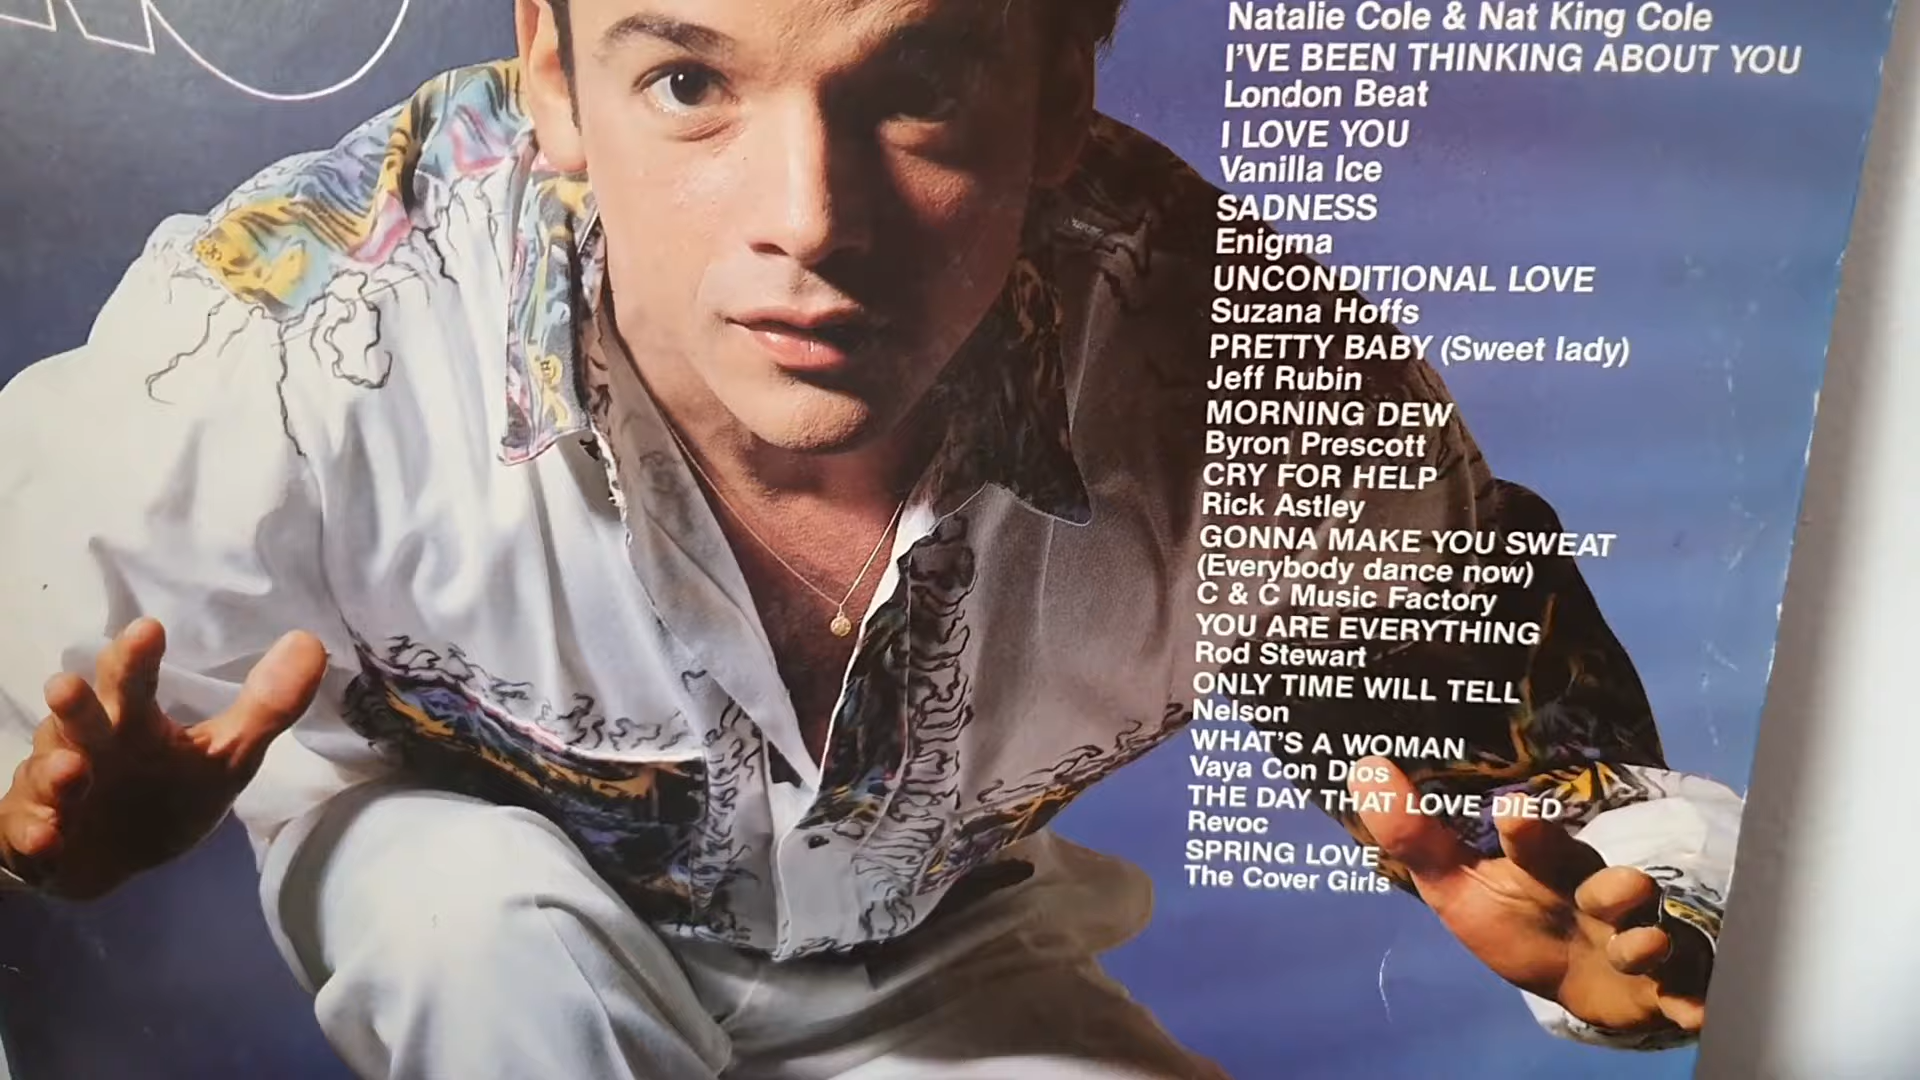 Natalie Cole & Nat King Cole
I'VE BEEN THINKING ABOUT YOU
London Beat
I LOVE YOU
Vanilla Ice
SADNESS
Enigma
UNCONDITIONAL LOVE
Suzana Hoffs
PRETTY BABY (Sweet lady)
Jeff Rubin
MORNING DEW
Byron Prescott
CRY FOR HELP
Rick Astley
GONNA MAKE YOU SWEAT
(Everybody dance now)
C & C Music Factory
YOU ARE EVERYTHING
Rod Stewart
ONLY TIME WILL TELL
Nelson
WHAT'S A WOMAN
Vaya Con Dios
THE DAY THAT LOVE DIED
Revoc
SPRING LOVE
The Cover Girls